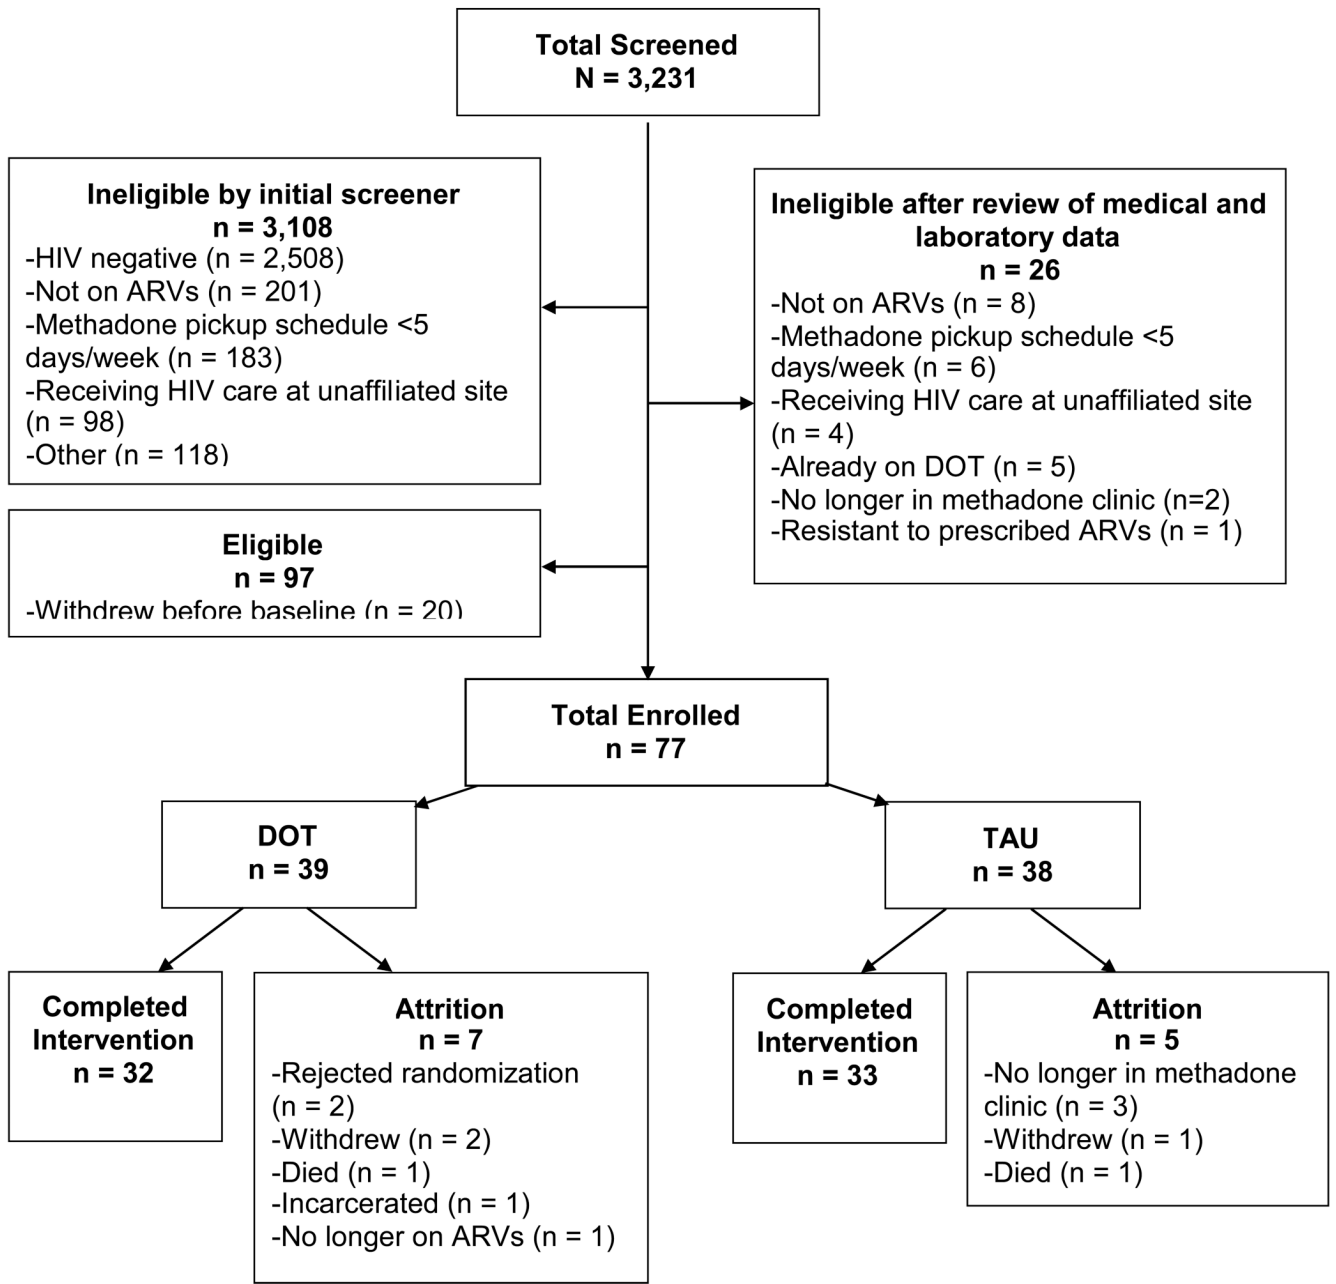 Total Screened
N = 3,231
Ineligible by initial screener
n = 3,108
-HIV negative (n = 2,508)
-Not on ARVs (n = 201)
-Methadone pickup schedule <5
days/week (n = 183)
-Receiving HIV care at unaffiliated site
(n = 98)
-Other (n = 118)
Ineligible after review of medical and
laboratory data
n = 26
-Not on ARVs (n = 8)
-Methadone pickup schedule <5
days/week (n = 6)
-Receiving HIV care at unaffiliated site
(n = 4)
-Already on DOT (n = 5)
-No longer in methadone clinic (n=2)
-Resistant to prescribed ARVs (n = 1)
Eligible
n = 97
-Withdrew before baseline (n = 20)
Total Enrolled
n = 77
DOT
n = 39
TAU
n = 38
Completed
Intervention
n = 32
Attrition
n = 7
-Rejected randomization
(n = 2)
-Withdrew (n = 2)
-Died (n = 1)
-Incarcerated (n = 1)
-No longer on ARVs (n = 1)
Completed
Intervention
n = 33
Attrition
n = 5
-No longer in methadone
clinic (n = 3)
-Withdrew (n = 1)
-Died (n = 1)